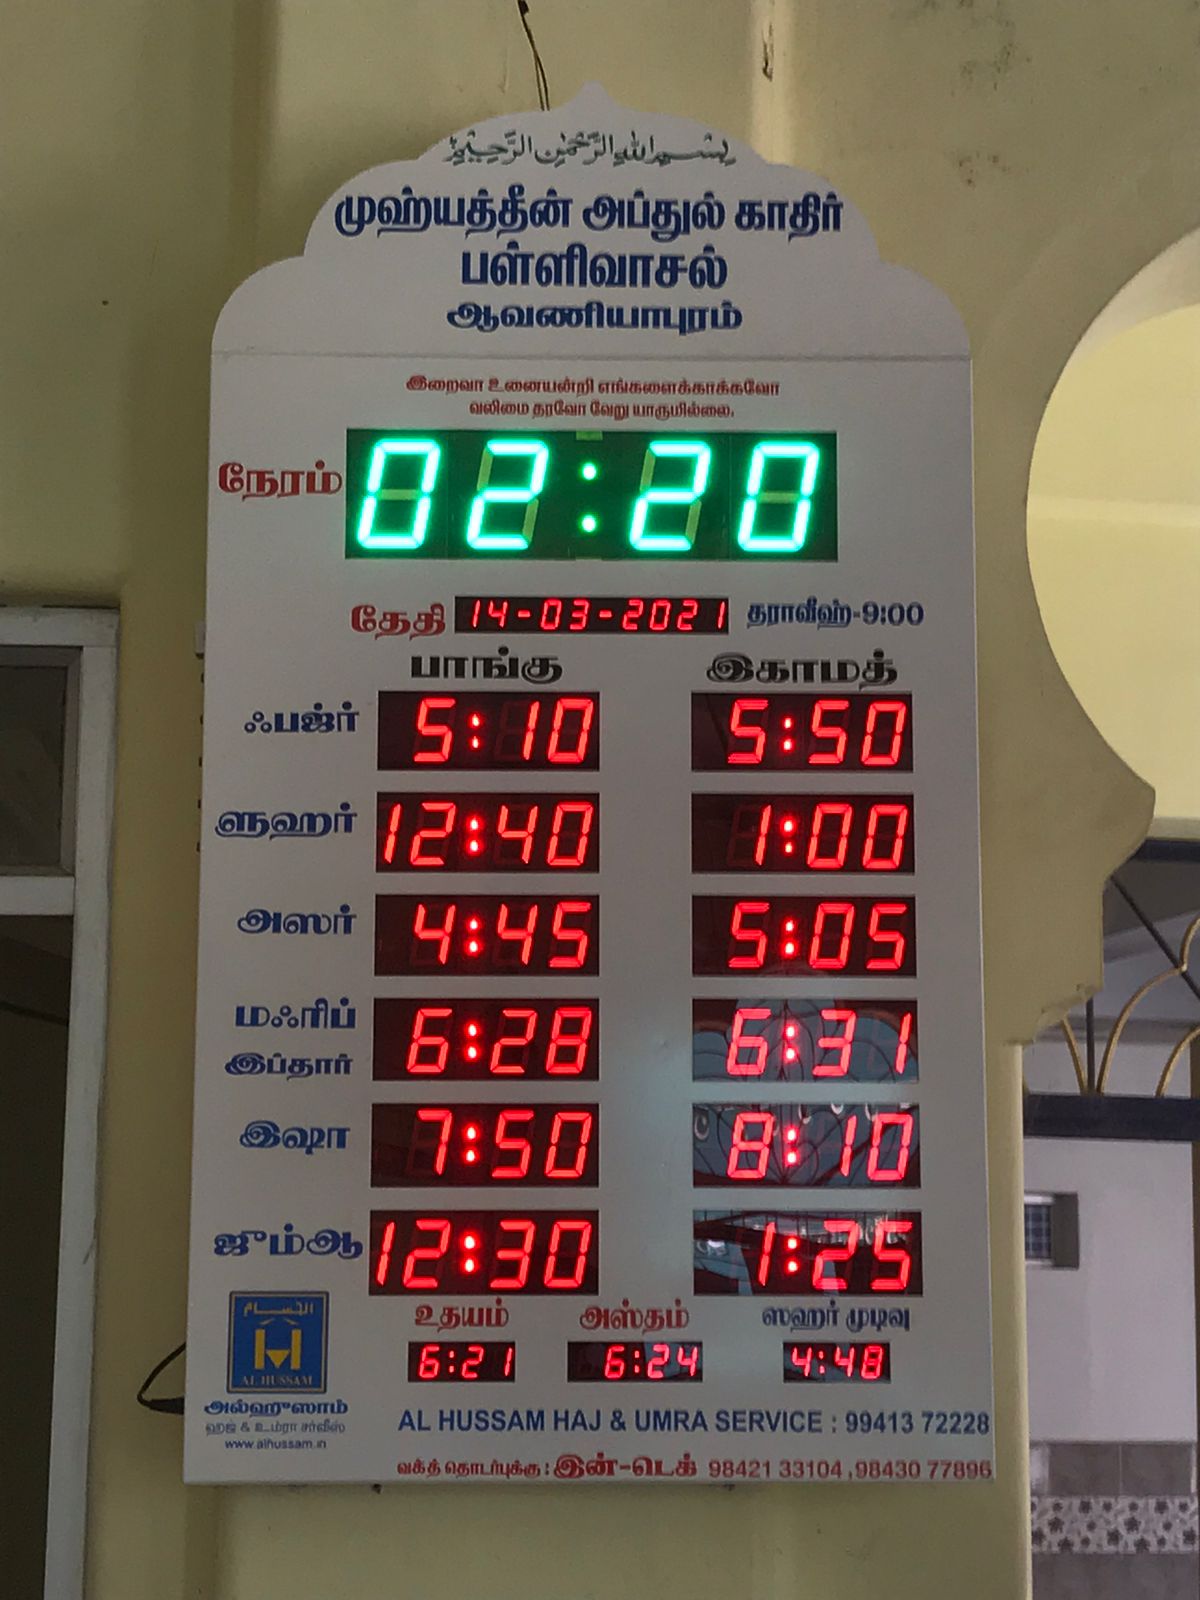 بسم الله الرحمن الرحيم
முஹ்யத்தீன் அப்துல் காதிர்
பள்ளிவாசல்
ஆவணியாபுரம்
இறைவா உனையன்றி எங்களைக்காக்கவோ
வலிமை தரவோ வேறு யாருமில்லை.
நேரம் 02:20
தேதி 14-03-2021 தராவீஹ்-9:00
பாங்கு இகாமத்
ஃபஜ்ர் 5:10 5:50
ளுஹர் 12:40 1:00
அஸர் 4:45 5:05
மஃரிப் 6:28 6:31
இப்தார்
இஷா 7:50 8:10
ஜும்ஆ 12:30 1:25
உதயம் அஸ்தம் ஸஹர் முடிவு
6:21 6:24 4:48
الحسام
AL HUSSAM
அல்ஹுஸாம்
ஹஜ் & உம்ரா சர்வீஸ்
www.alhussam.in
AL HUSSAM HAJ & UMRA SERVICE : 99413 72228
வக்த் தொடர்புக்கு : இன்-டெக் 98421 33104 ,98430 77896